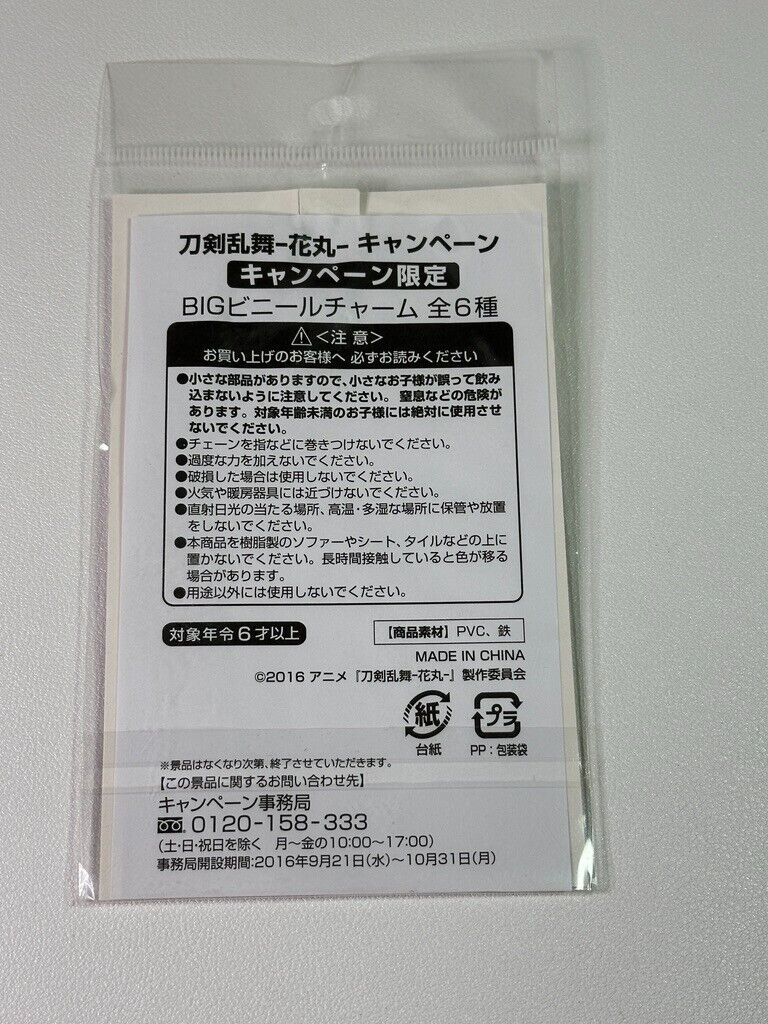 刀剣乱舞-花丸- キャンペーン
キャンペーン限定
BIGビニールチャーム 全6種
⚠<注 意>
お買い上げのお客様へ 必ずお読みください
●小さな部品がありますので、小さなお子様が誤って飲み
込まないように注意してください。 窒息などの危険が
あります。対象年齢未満のお子様には絶対に使用させ
ないでください。
●チェーンを指などに巻きつけないでください。
●過度な力を加えないでください。
●破損した場合は使用しないでください。
●火気や暖房器具には近づけないでください。
●直射日光の当たる場所、高温・多湿な場所に保管や放置
をしないでください。
●本商品を樹脂製のソファーやシート、タイルなどの上に
置かないでください。長時間接触していると色が移る
場合があります。
●用途以外には使用しないでください。
対象年令6才以上
【商品素材】PVC、鉄
MADE IN CHINA
©2016 アニメ『刀剣乱舞-花丸-』製作委員会
紙 プラ
台紙 PP:包装袋
※景品はなくなり次第、終了させていただきます。
【この景品に関するお問い合わせ先】
キャンペーン事務局
0120-158-333
(土・日・祝日を除く 月〜金の10:00〜17:00)
事務局開設期間:2016年9月21日(水)〜10月31日(月)